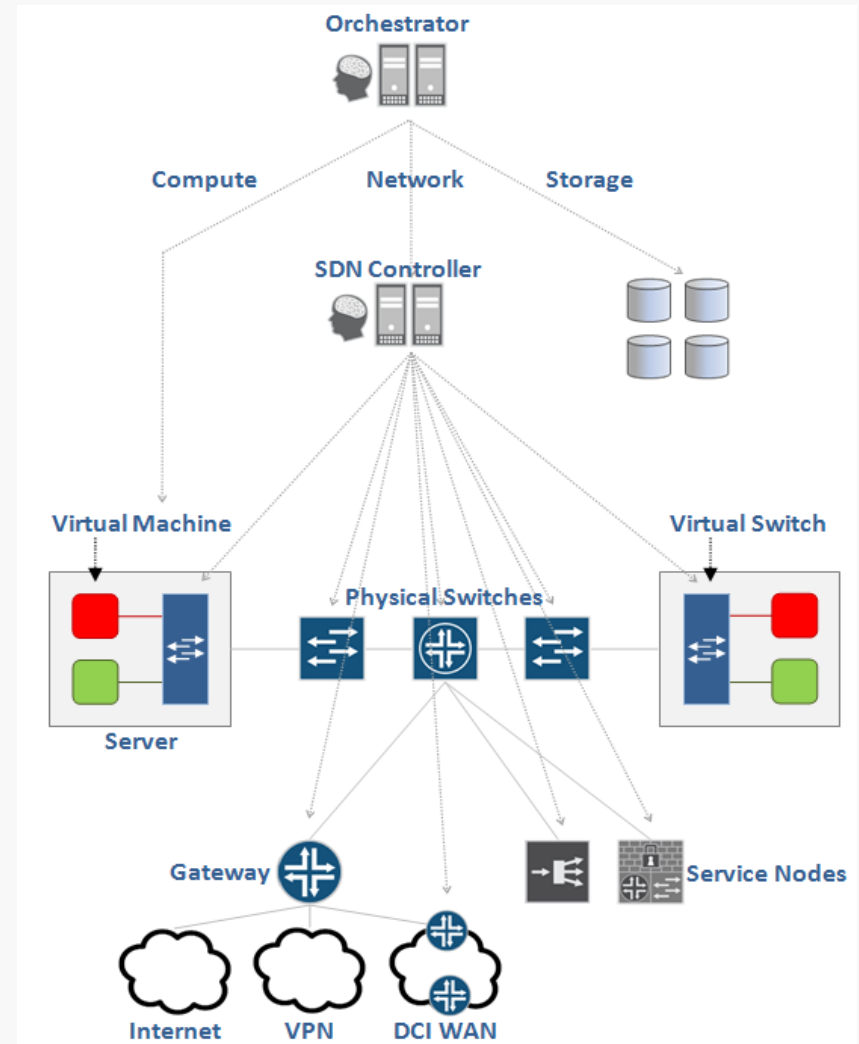 Orchestrator
Compute
Network
Storage
SDN Controller
Virtual Machine
Virtual Switch
Physical Switches
Server
Gateway
Service Nodes
Internet
VPN
DCI WAN